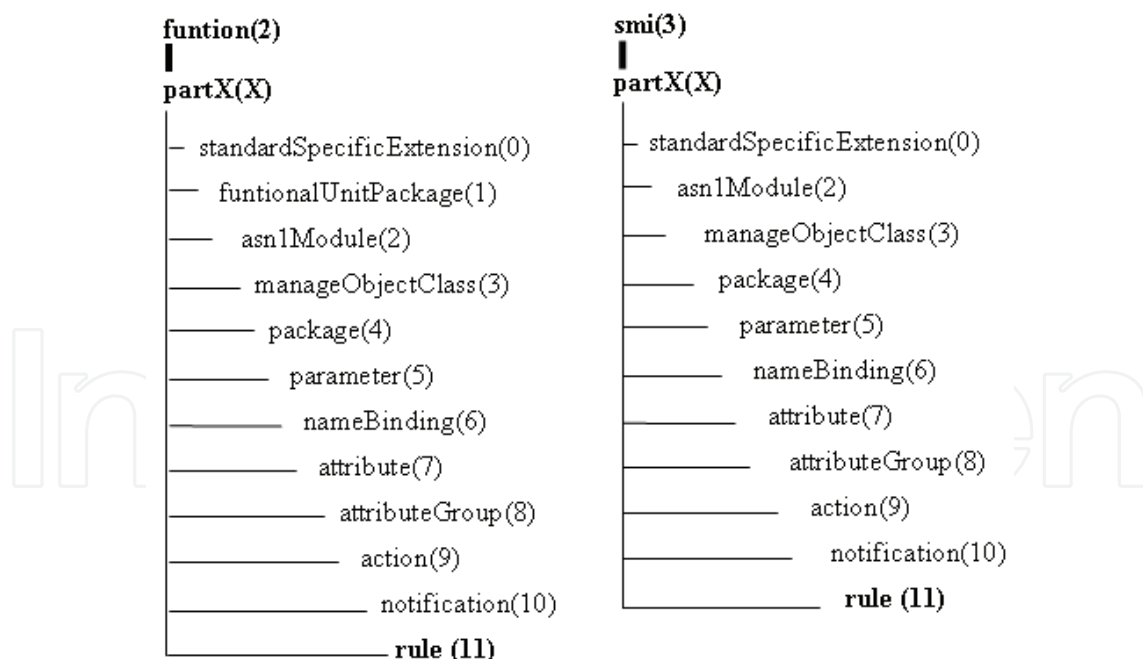 funtion(2)
partX(X)
standardSpecificExtension(0)
funtionalUnitPackage(1)
asn1Module(2)
manageObjectClass(3)
package(4)
parameter(5)
nameBinding(6)
attribute(7)
attributeGroup(8)
action(9)
notification(10)
rule (11)
smi(3)
partX(X)
standardSpecificExtension(0)
asn1Module(2)
manageObjectClass(3)
package(4)
parameter(5)
nameBinding(6)
attribute(7)
attributeGroup(8)
action(9)
notification(10)
rule (11)